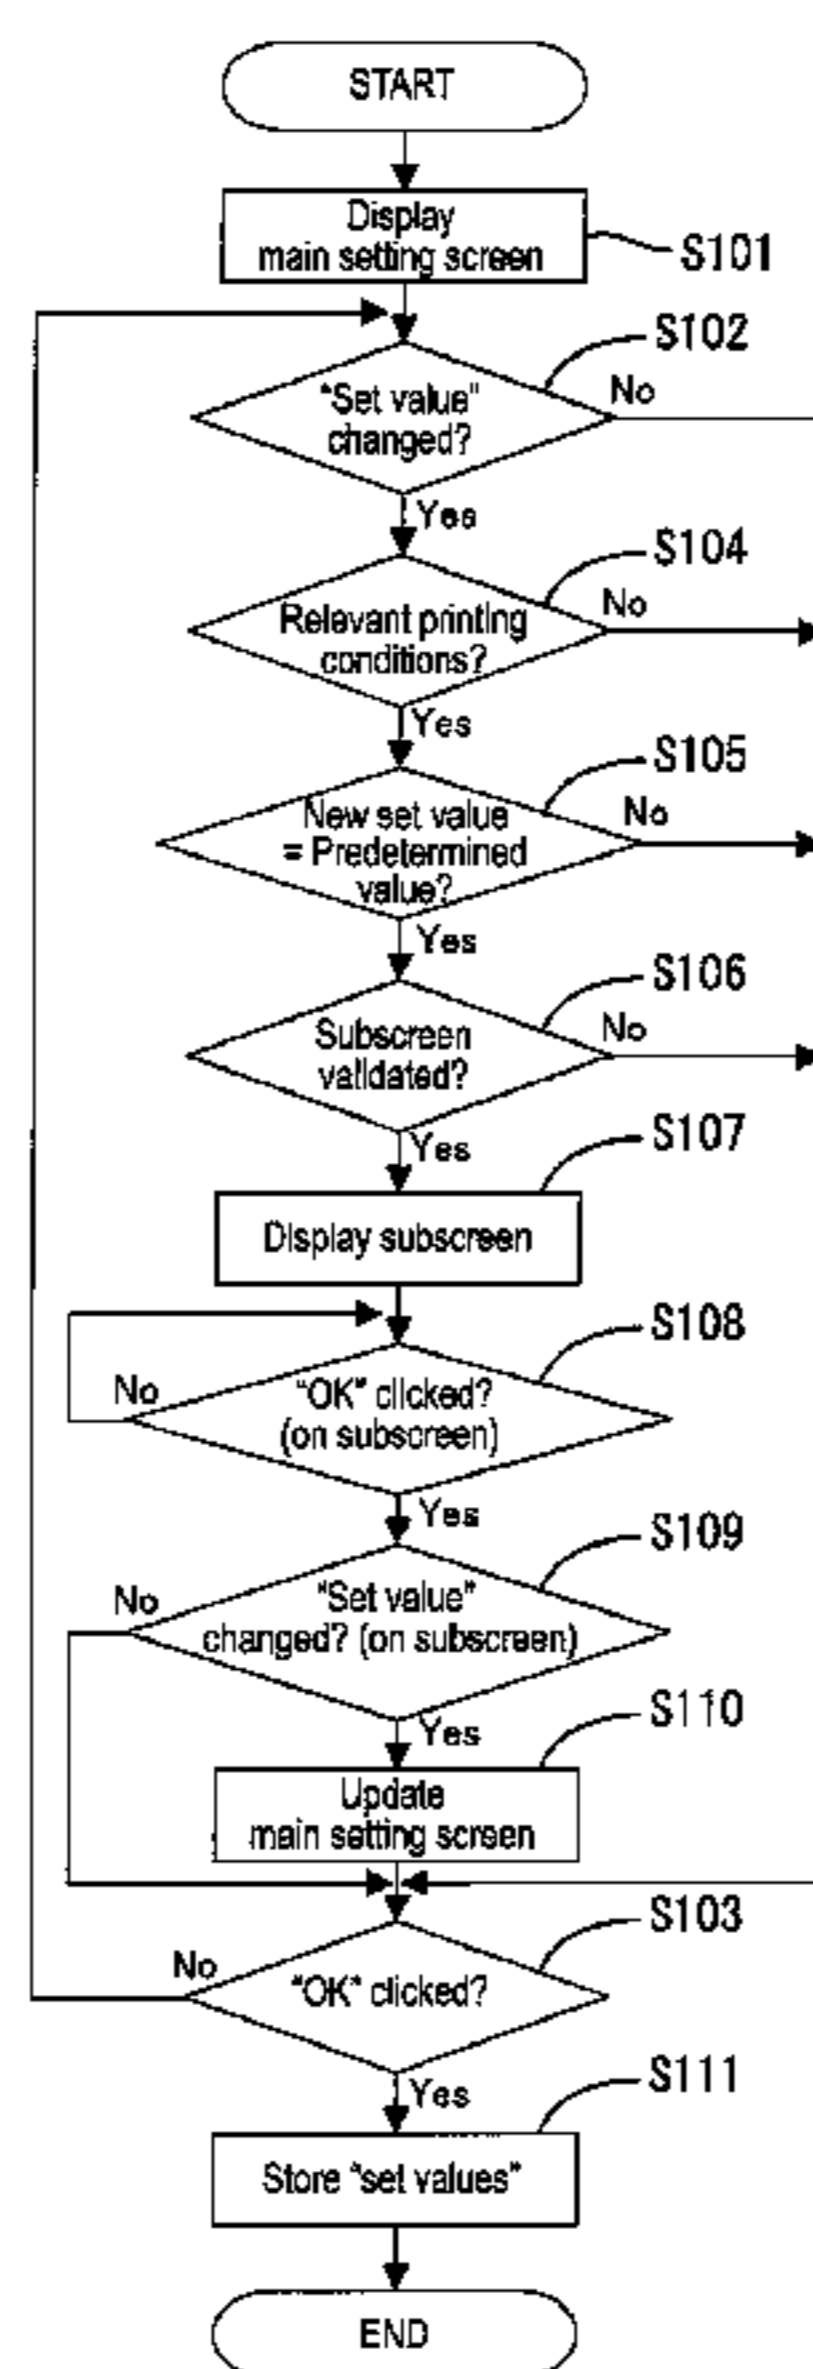 START
Display
main setting screen
S101
S102
"Set value"
changed?
No
Yes
S104
Relevant printing
conditions?
No
Yes
S105
New set value
= Predetermined
value?
No
Yes
S106
Subscreen
validated?
No
Yes
S107
Display subscreen
S108
"OK" clicked?
(on subscreen)
No
Yes
S109
"Set value"
changed? (on subscreen)
No
Yes
S110
Update
main setting screen
S103
"OK" clicked?
No
Yes
S111
Store "set values"
END